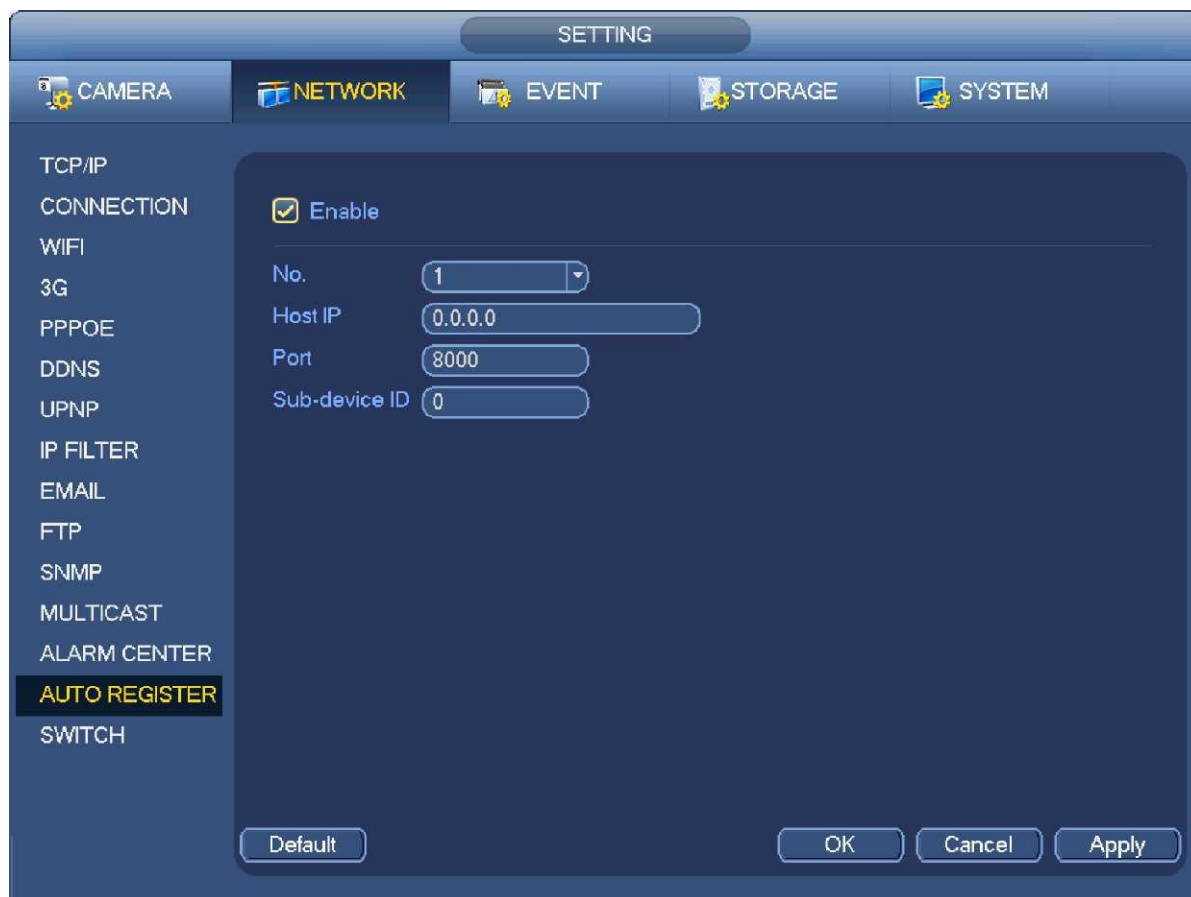 SETTING
CAMERA NETWORK EVENT STORAGE SYSTEM
TCP/IP
CONNECTION
WIFI
3G
PPPOE
DDNS
UPNP
IP FILTER
EMAIL
FTP
SNMP
MULTICAST
ALARM CENTER
AUTO REGISTER
SWITCH
Enable
No. 1
Host IP 0.0.0.0
Port 8000
Sub-device ID 0
Default OK Cancel Apply